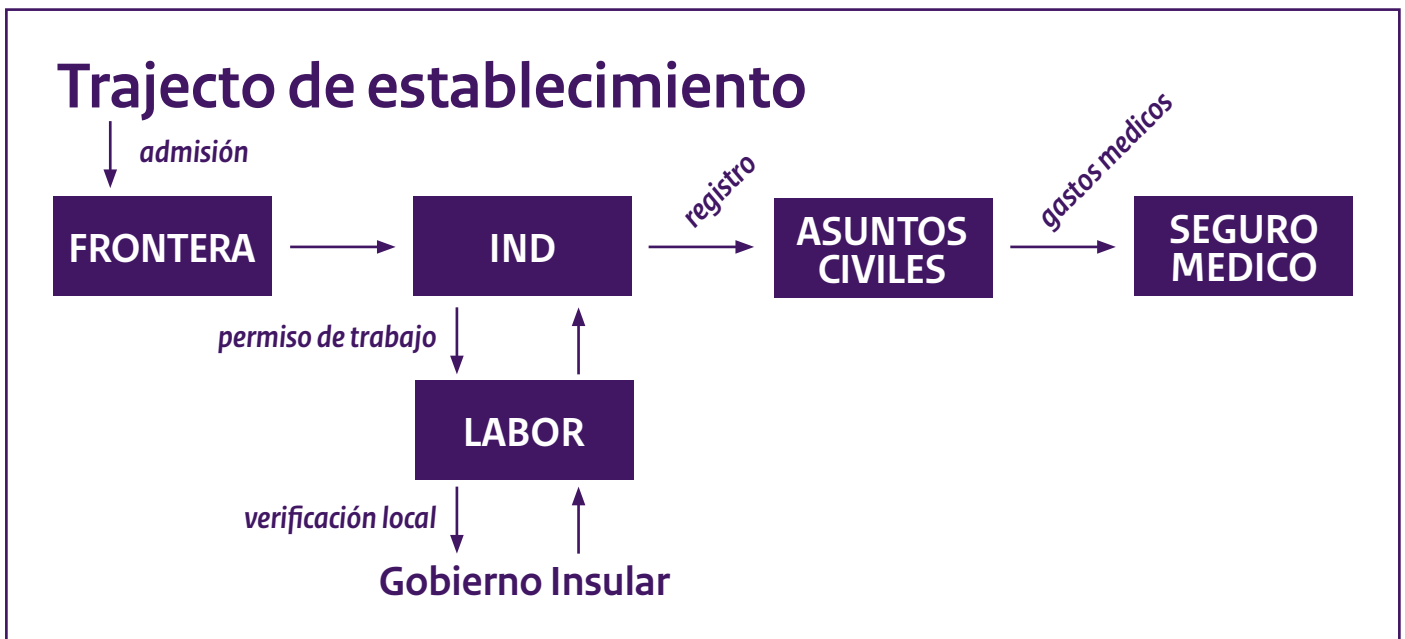 Trajecto de establecimiento
admisión
FRONTERA
IND
registro
ASUNTOS
CIVILES
gastos medicos
SEGURO
MEDICO
permiso de trabajo
LABOR
verificación local
Gobierno Insular